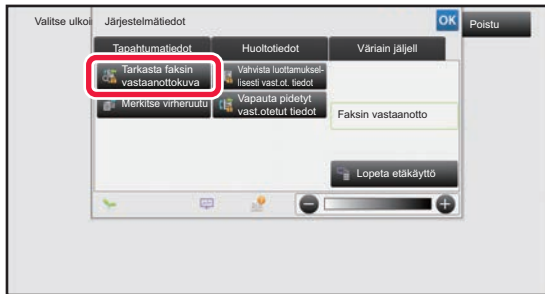 Valitse ulkoi
Järjestelmätiedot
OK
Poistu
Tapahtumatiedot
Huoltotiedot
Väriain jäljell
Tarkasta faksin
vastaanottokuva
Vahvista luottamuksel-
lisesti vast.ot. tiedot
Merkitse virheruutu
Vapauta pidetyt
vast.otetut tiedot
Faksin vastaanotto
Lopeta etäkäyttö